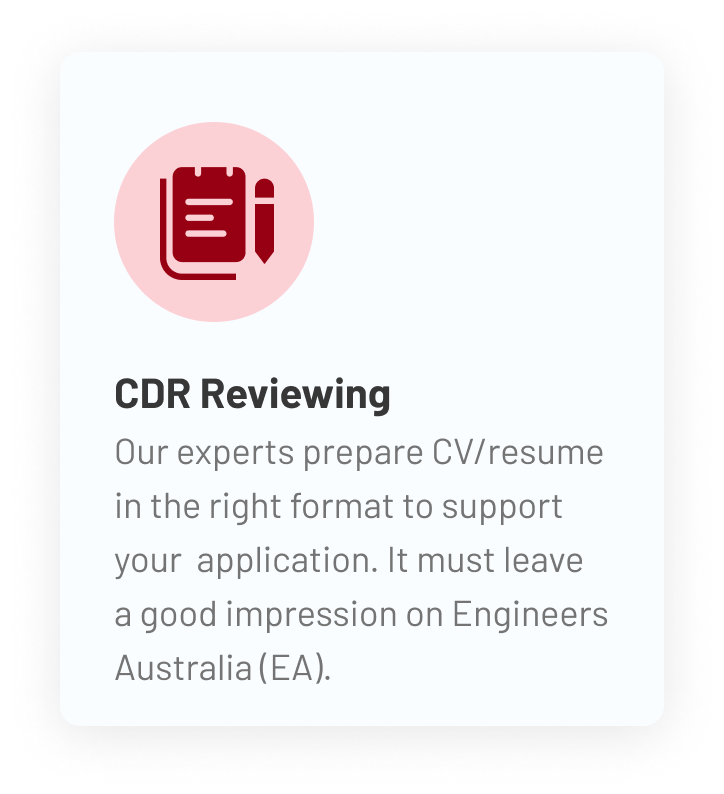 CDR Reviewing
Our experts prepare CV/resume
in the right format to support
your  application. It must leave
a good impression on Engineers
Australia (EA).